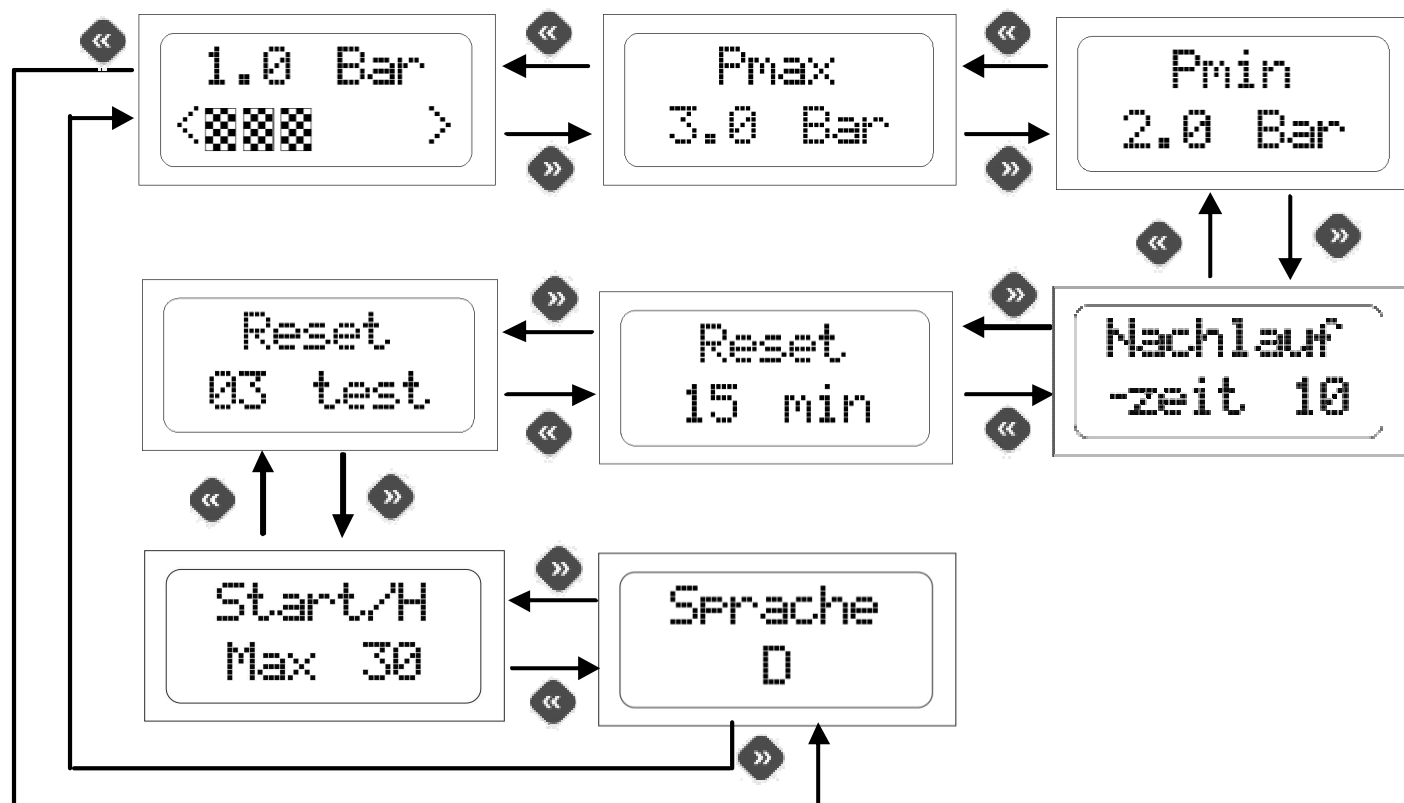 «
1.0 Bar
< >
«
»
Pmax
3.0 Bar
«
»
Pmin
2.0 Bar
«
»
Reset
03 test
»
«
Reset
15 min
»
«
Nachlauf
-zeit 10
«
»
Start/H
Max 30
»
«
Sprache
D
»